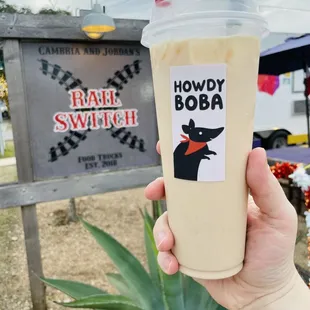 CAMBRIA AND JORDAN'S
RAIL
SWITCH
FOOD TRUCKS
EST. 2018
HOWDY
BOBA